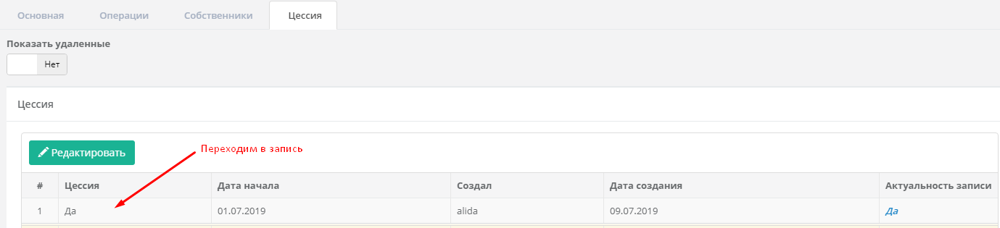 Основная Операции Собственники Цессия
Показать удаленные
Нет
Цессия
Редактировать
Переходим в запись
# Цессия Дата начала Создал Дата создания Актуальность записи
1 Да 01.07.2019 alida 09.07.2019 Да